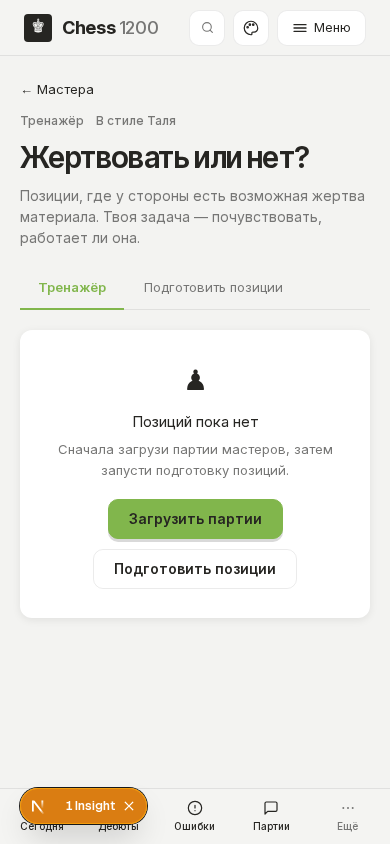 Chess 1200
Меню
← Мастера
Тренажёр В стиле Таля
Жертвовать или нет?
Позиции, где у стороны есть возможная жертва
материала. Твоя задача — почувствовать,
работает ли она.
Тренажёр Подготовить позиции
Позиций пока нет
Сначала загрузи партии мастеров, затем
запусти подготовку позиций.
Загрузить партии
Подготовить позиции
1 Insight
Сегодня Дебюты Ошибки Партии Ещё